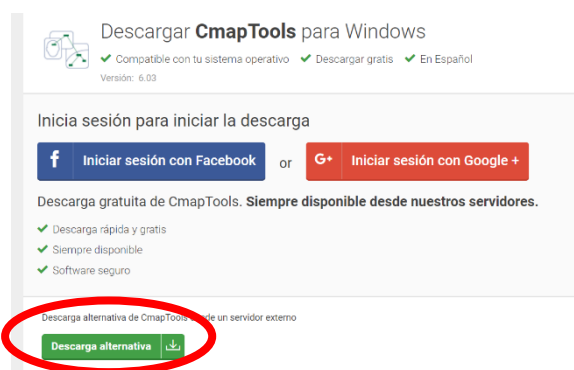 Descargar CmapTools para Windows
✔ Compatible con tu sistema operativo ✔ Descargar gratis ✔ En Español
Versión: 6.03
Inicia sesión para iniciar la descarga
f Iniciar sesión con Facebook or G+ Iniciar sesión con Google +
Descarga gratuita de CmapTools. Siempre disponible desde nuestros servidores.
✔ Descarga rápida y gratis
✔ Siempre disponible
✔ Software seguro
Descarga alternativa de CmapTools desde un servidor externo
Descarga alternativa